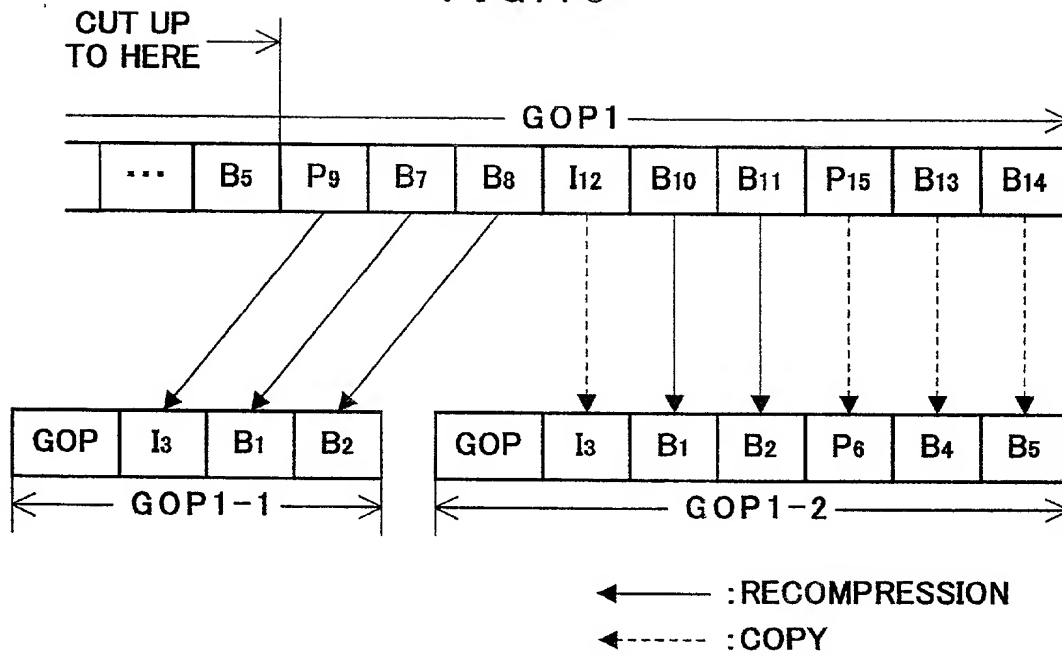 CUT UP
TO HERE
GOP1
... B5 P9 B7 B8 I12 B10 B11 P15 B13 B14
GOP I3 B1 B2 GOP I3 B1 B2 P6 B4 B5
GOP1-1 GOP1-2
:RECOMPRESSION
:COPY